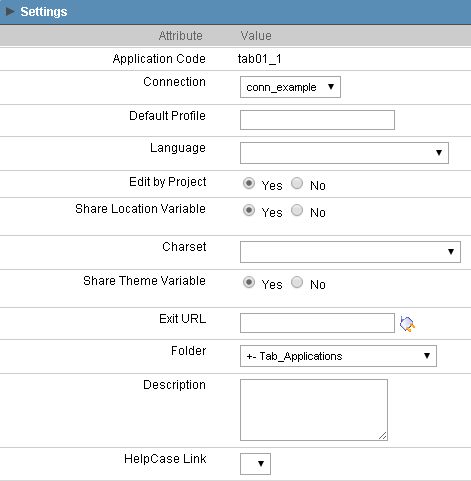 Settings
Attribute Value
Application Code tab01_1
Connection conn_example
Default Profile
Language
Edit by Project Yes No
Share Location Variable Yes No
Charset
Share Theme Variable Yes No
Exit URL
Folder +- Tab_Applications
Description
HelpCase Link